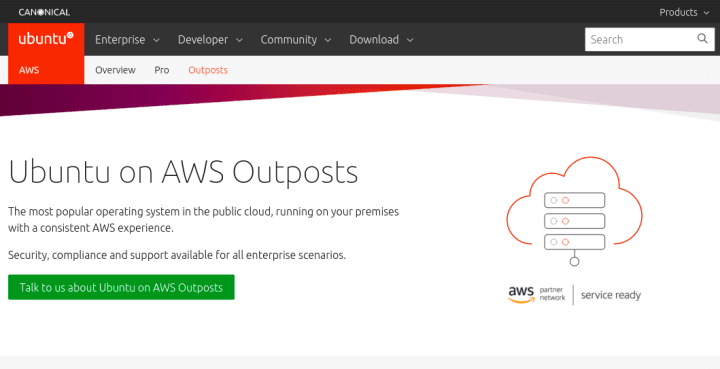 CANONICAL
Products
ubuntu
Enterprise
Developer
Community
Download
Search
AWS
Overview
Pro
Outposts
Ubuntu on AWS Outposts
The most popular operating system in the public cloud, running on your premises
with a consistent AWS experience.
Security, compliance and support available for all enterprise scenarios.
Talk to us about Ubuntu on AWS Outposts
aws
partner
network
service ready